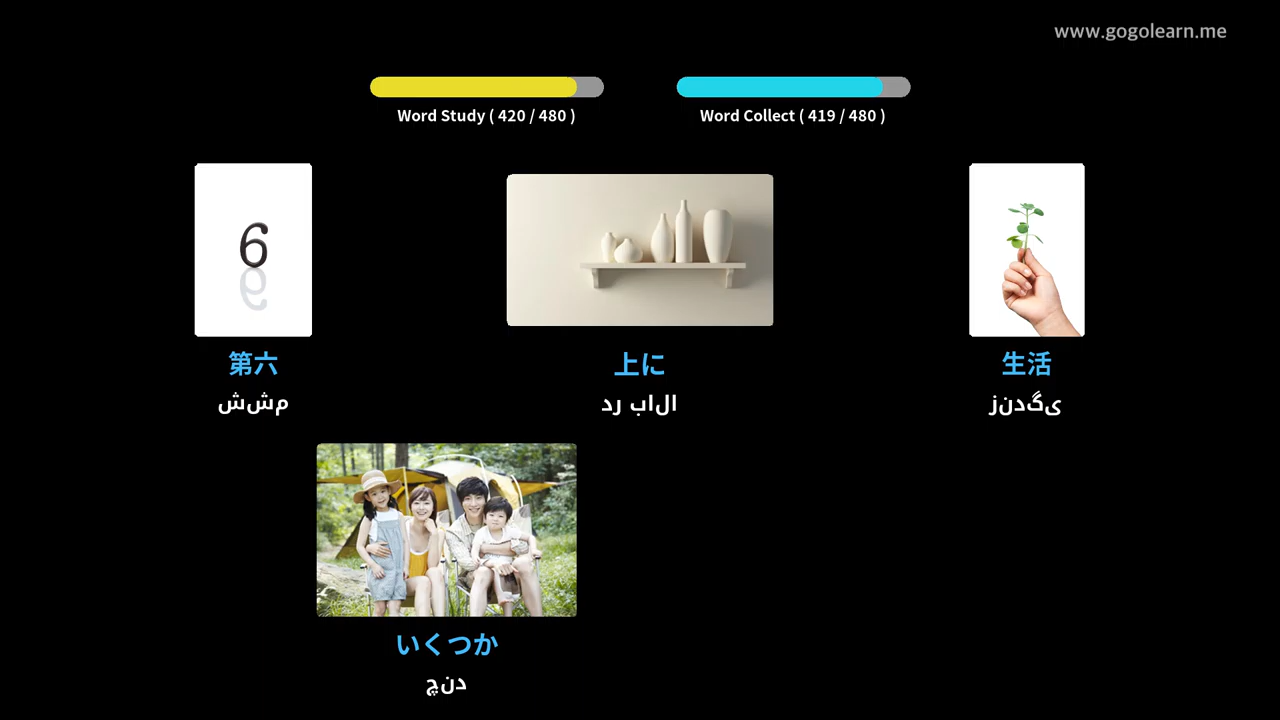 www.gogolearn.me
Word Study ( 420 / 480 )
Word Collect ( 419 / 480 )
6
第六
مشش
上に
الاب رد
生活
یگدنز
いくつか
دنچ